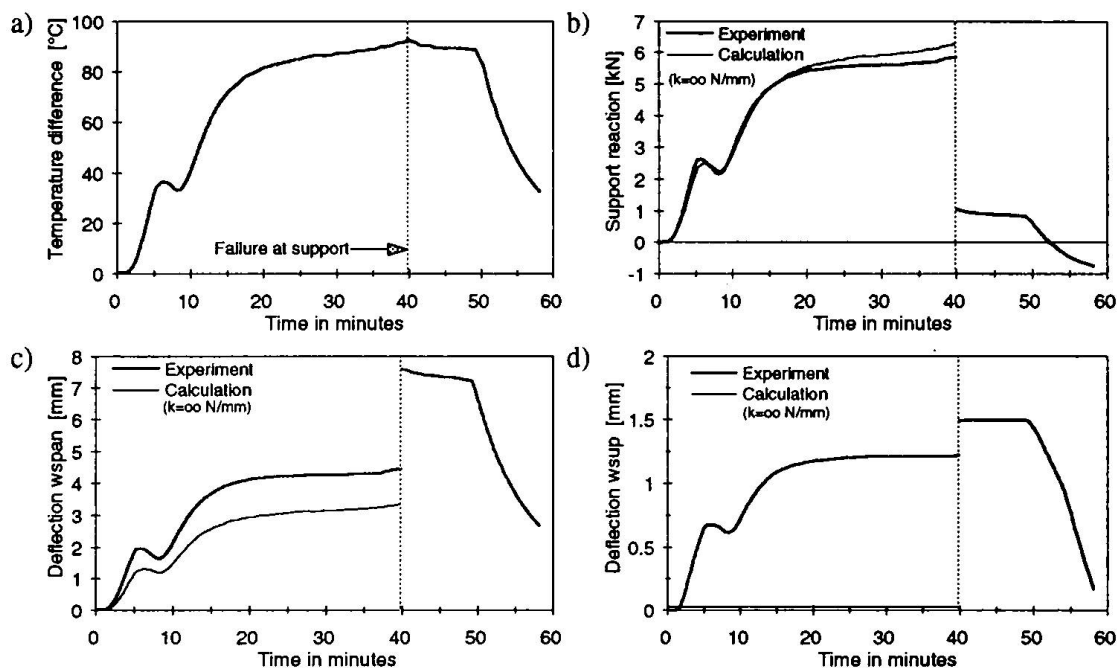 a)
Temperature difference [°C]
100
80
60
40
20
0
Failure at support
0 10 20 30 40 50 60
Time in minutes
b)
Support reaction [kN]
7
6
5
4
3
2
1
0
-1
Experiment
Calculation
(k=∞ N/mm)
0 10 20 30 40 50 60
Time in minutes
c)
Deflection wspan [mm]
8
7
6
5
4
3
2
1
0
Experiment
Calculation
(k=∞ N/mm)
0 10 20 30 40 50 60
Time in minutes
d)
Deflection wsup [mm]
2
1.5
1
0.5
0
Experiment
Calculation
(k=∞ N/mm)
0 10 20 30 40 50 60
Time in minutes